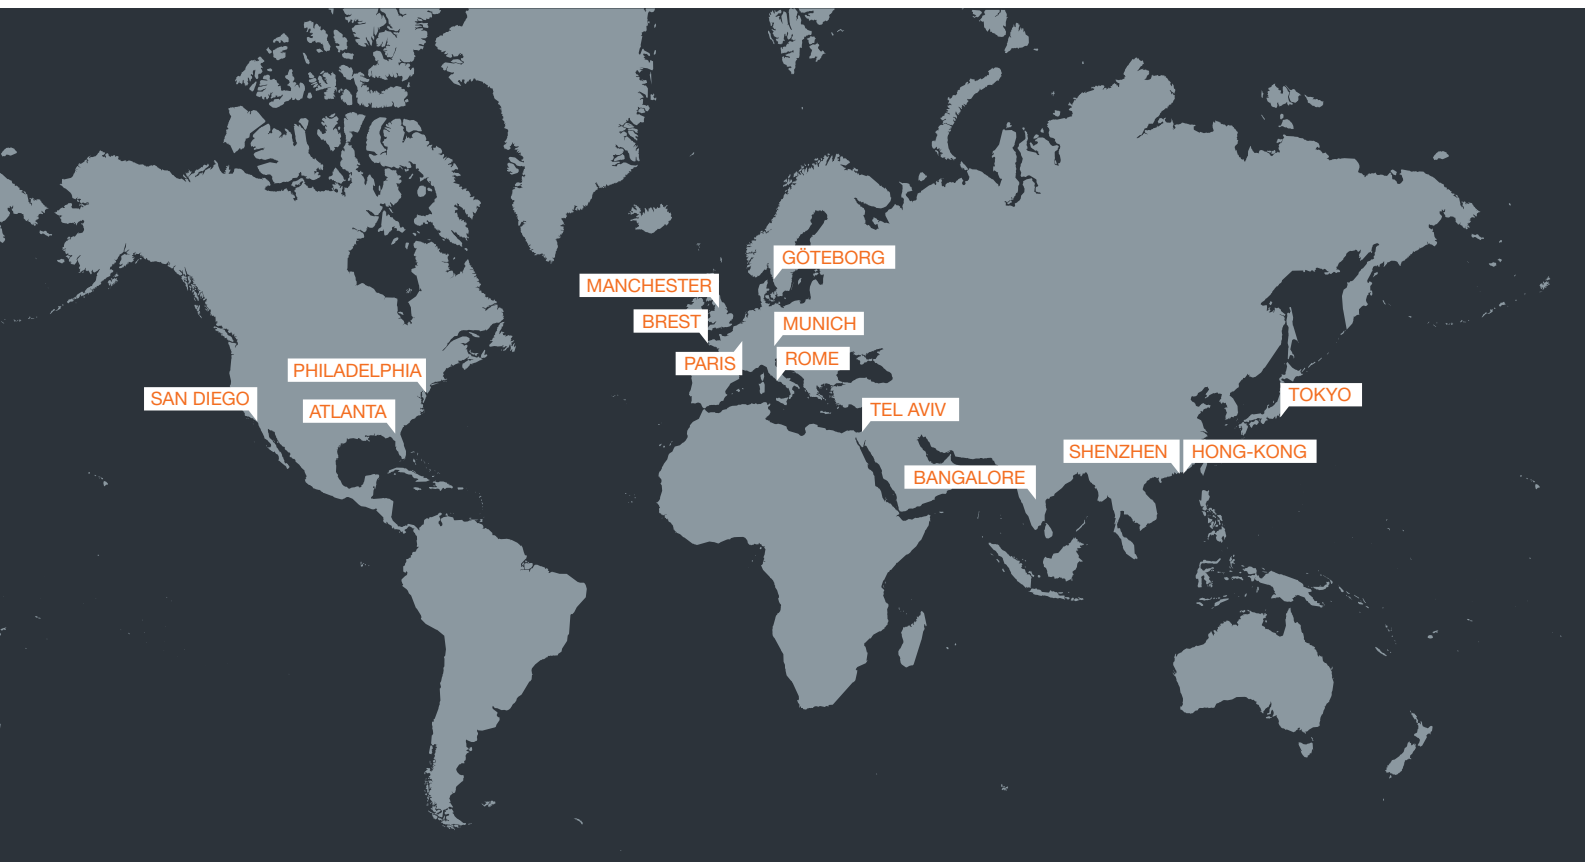 GÖTEBORG
MANCHESTER
BREST
MUNICH
PARIS
ROME
PHILADELPHIA
SAN DIEGO
ATLANTA
TEL AVIV
TOKYO
SHENZHEN
HONG-KONG
BANGALORE